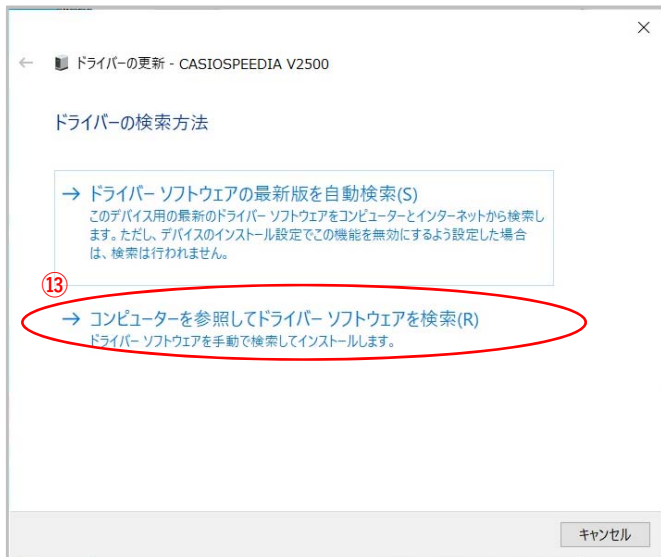 ドライバーの更新 - CASIOSPEEDIA V2500
ドライバーの検索方法
→ ドライバー ソフトウェアの最新版を自動検索(S)
このデバイス用の最新のドライバー ソフトウェアをコンピューターとインターネットから検索し
ます。ただし、デバイスのインストール設定でこの機能を無効にするよう設定した場合
は、検索は行われません。
⑬
→ コンピューターを参照してドライバー ソフトウェアを検索(R)
ドライバー ソフトウェアを手動で検索してインストールします。
キャンセル